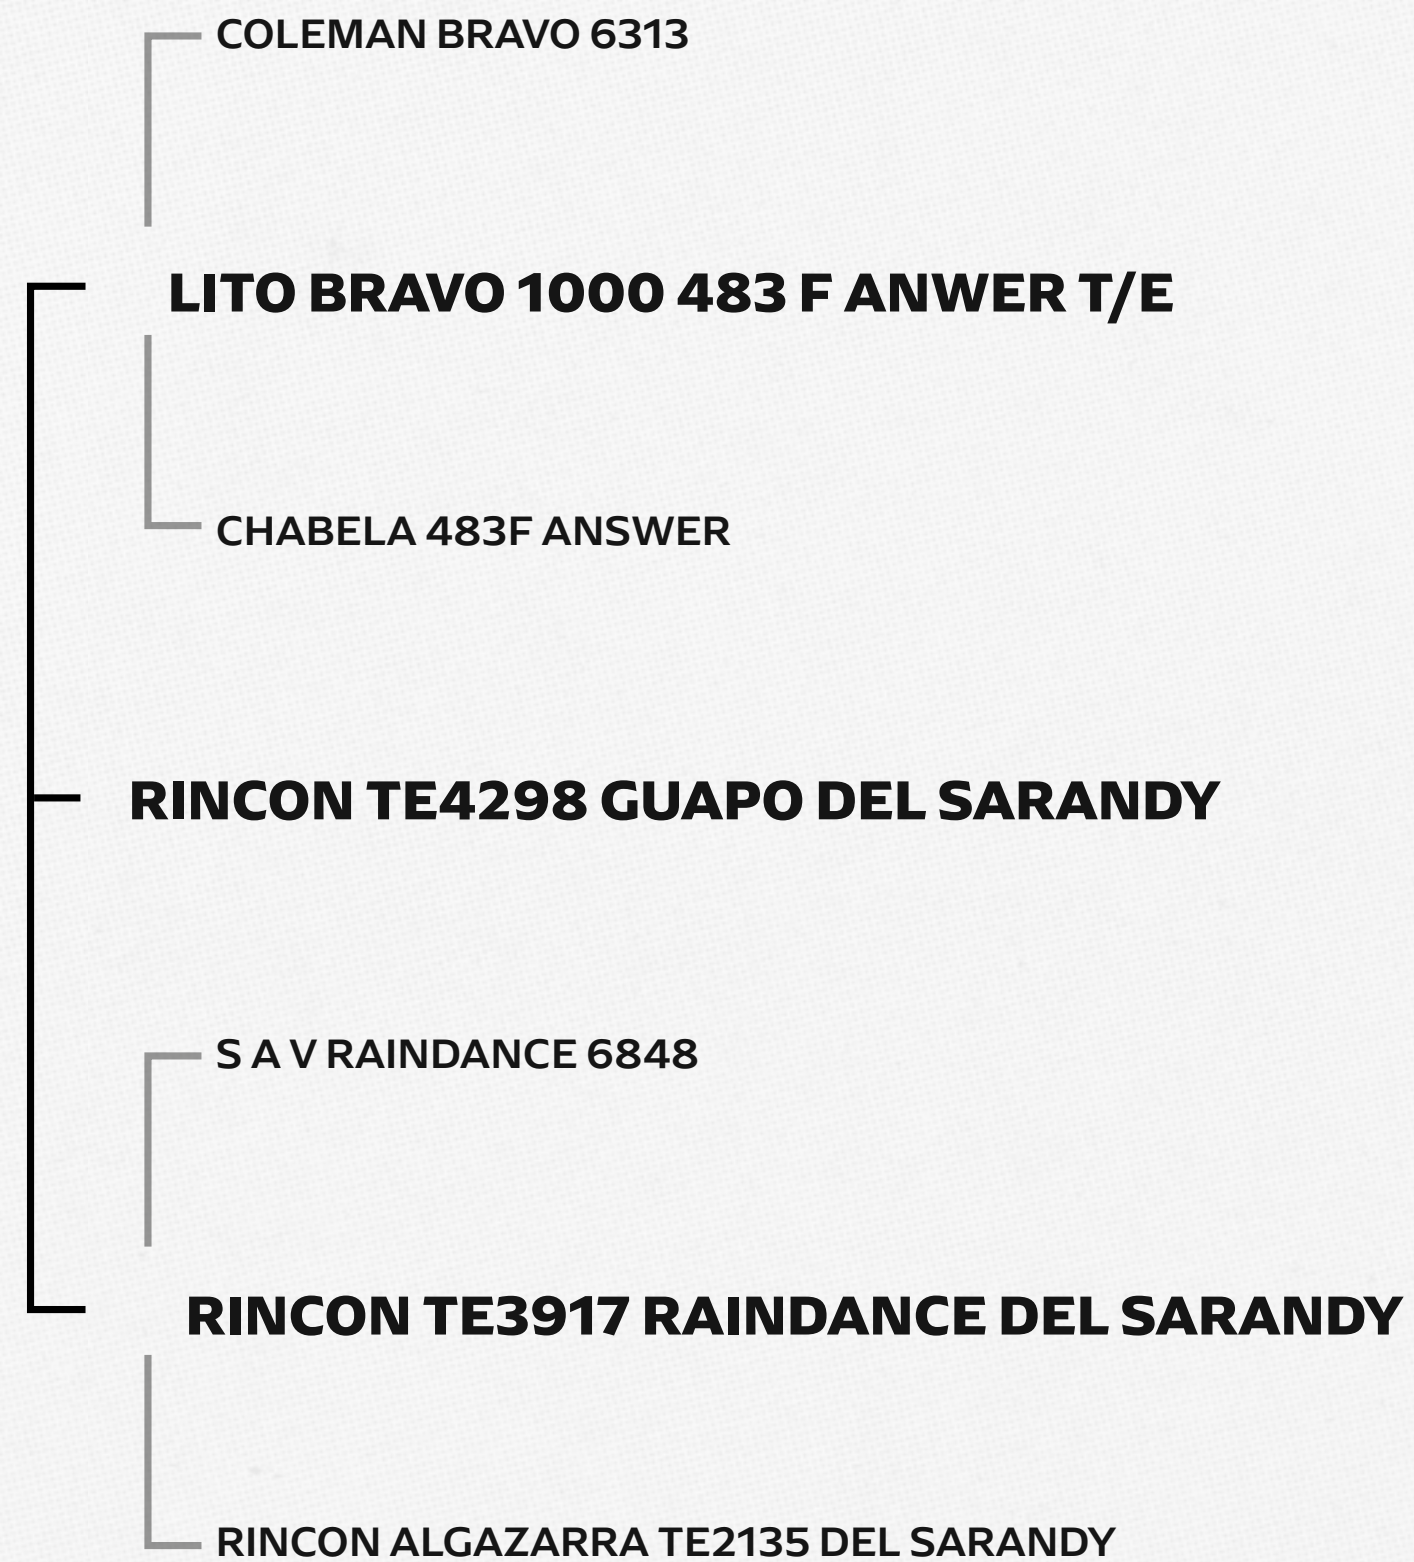 COLEMAN BRAVO 6313
LITO BRAVO 1000 483 F ANWER T/E
CHABELA 483F ANSWER
RINCON TE4298 GUAPO DEL SARANDY
S A V RAINDANCE 6848
RINCON TE3917 RAINDANCE DEL SARANDY
RINCON ALGAZARRA TE2135 DEL SARANDY